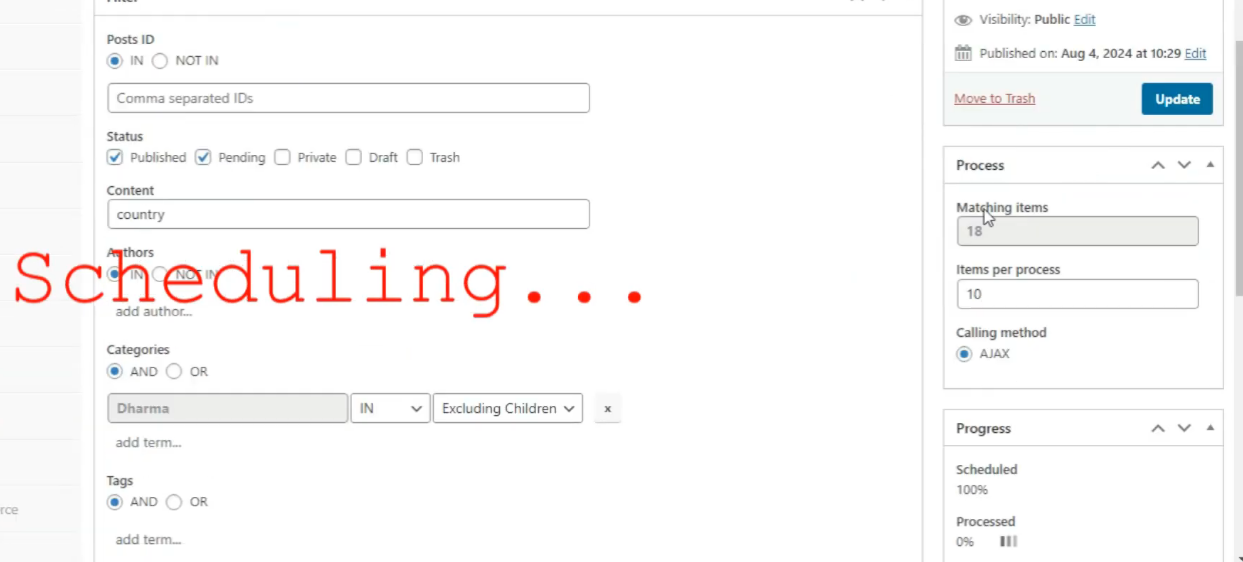 Filter
Posts ID
IN NOT IN
Comma separated IDs
Status
Published Pending Private Draft Trash
Content
country
Authors
IN NOT IN
Scheduling...
add author...
Categories
AND OR
Dharma IN Excluding Children x
add term...
Tags
AND OR
add term...
rce
Visibility: Public Edit
Published on: Aug 4, 2024 at 10:29 Edit
Move to Trash Update
Process
Matching items
18
Items per process
10
Calling method
AJAX
Progress
Scheduled
100%
Processed
0%